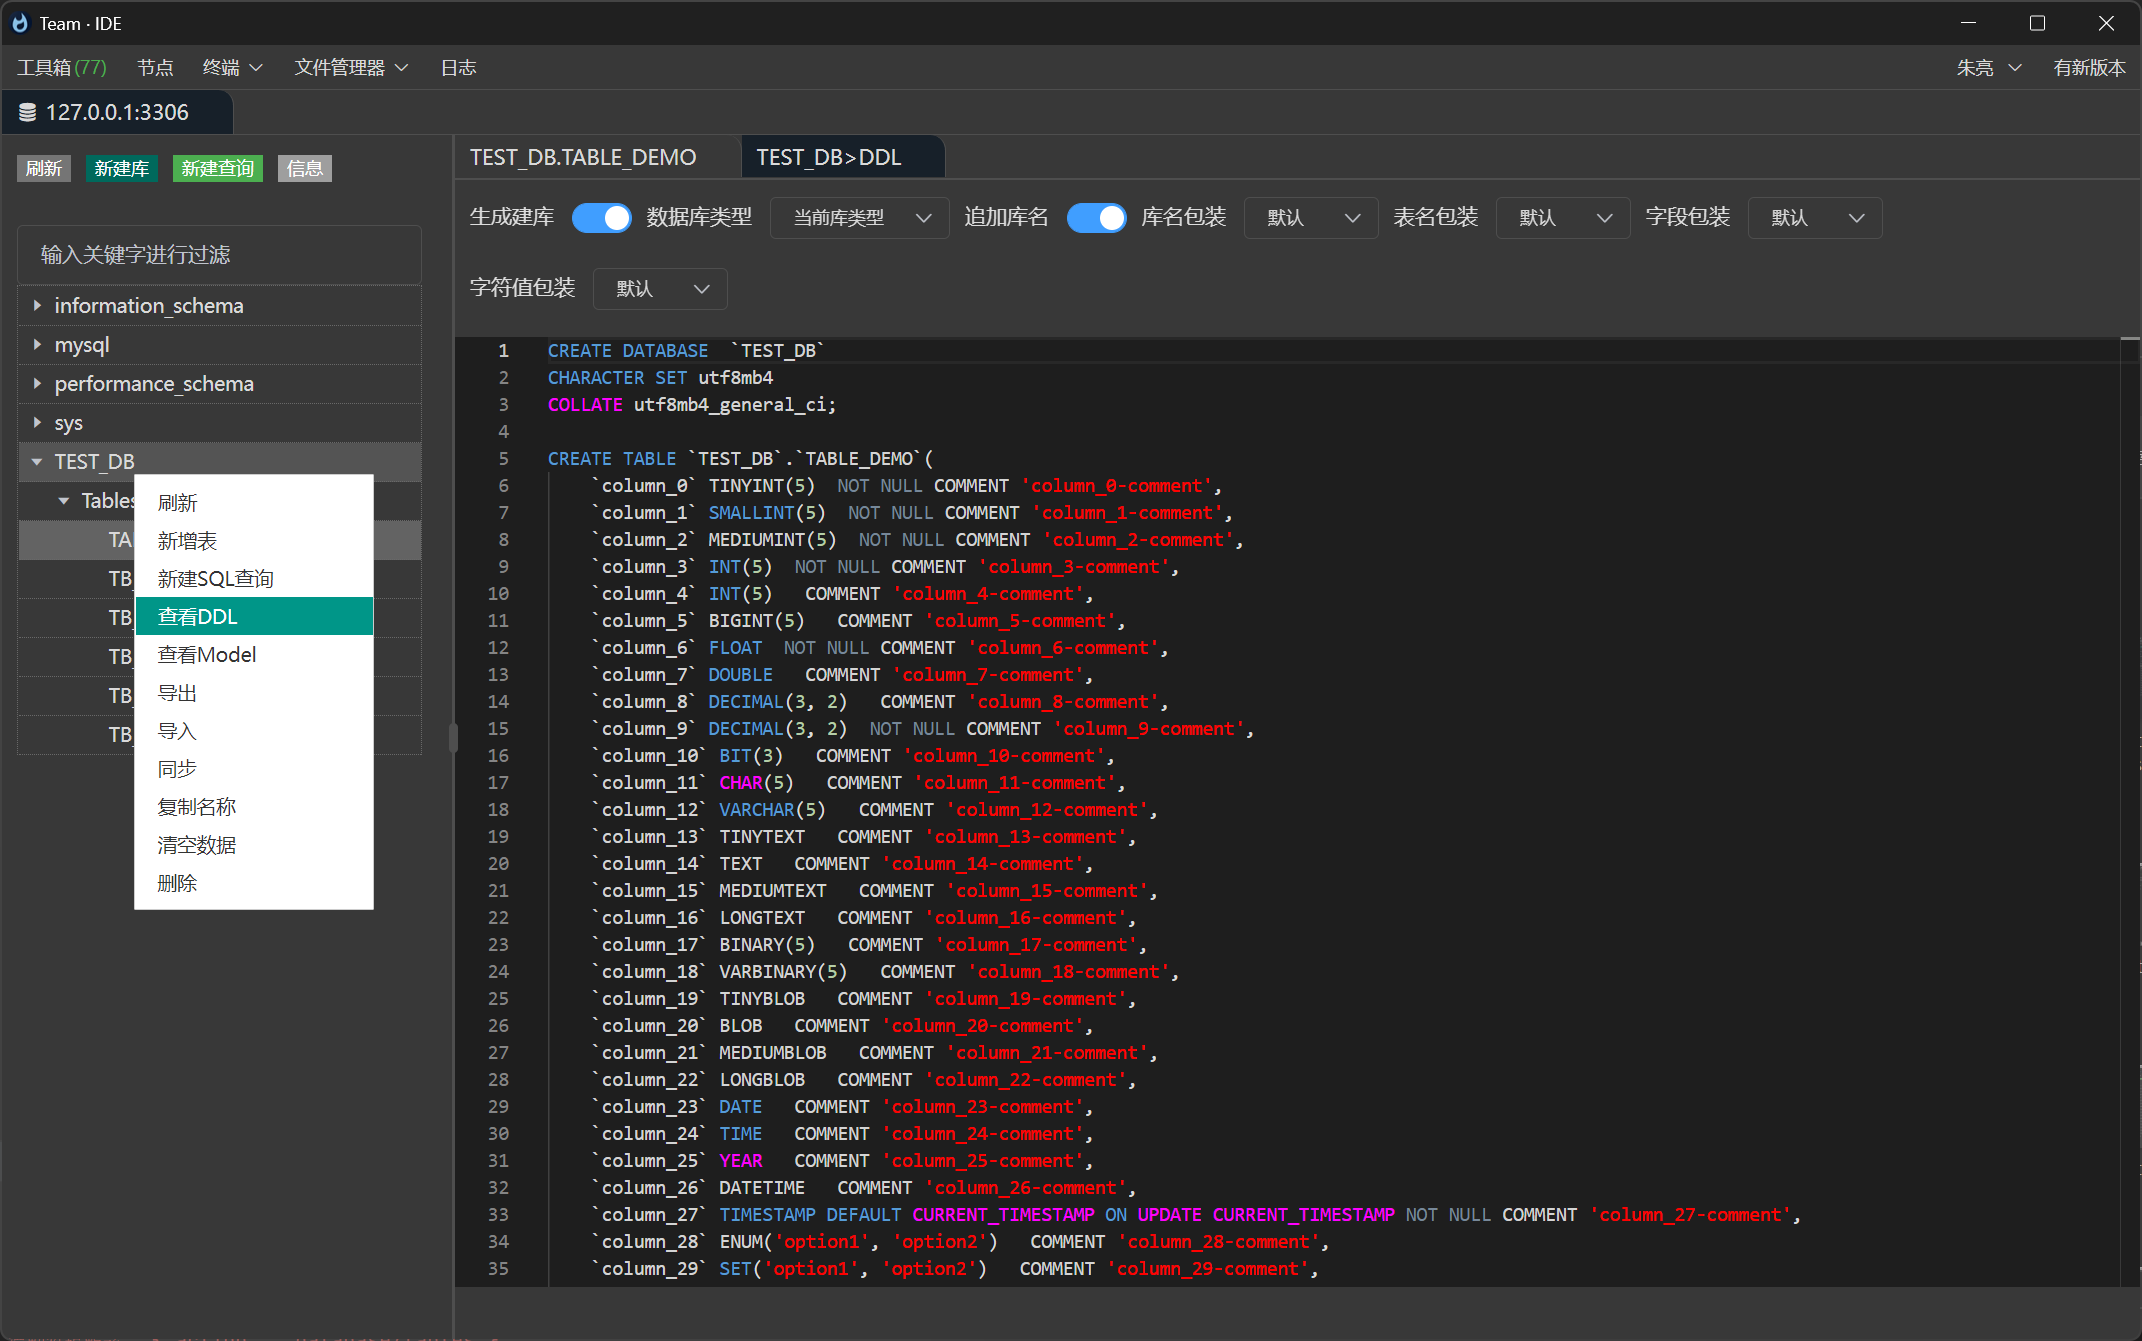 Team · IDE
工具箱(77) 节点 终端 文件管理器 日志 朱亮 有新版本
127.0.0.1:3306
刷新 新建库 新建查询 信息
输入关键字进行过滤
information_schema
mysql
performance_schema
sys
TEST_DB
Tables
TA
TB_
TB_
TB_
TB_
TB_
刷新
新增表
新建SQL查询
查看DDL
查看Model
导出
导入
同步
复制名称
清空数据
删除
TEST_DB.TABLE_DEMO TEST_DB>DDL
生成建库 数据库类型 当前库类型 追加库名 库名包装 默认 表名包装 默认 字段包装 默认
字符值包装 默认
1 CREATE DATABASE  `TEST_DB`
2 CHARACTER SET utf8mb4
3 COLLATE utf8mb4_general_ci;
4
5 CREATE TABLE `TEST_DB`.`TABLE_DEMO`(
6 `column_0` TINYINT(5)  NOT NULL COMMENT 'column_0-comment',
7 `column_1` SMALLINT(5)  NOT NULL COMMENT 'column_1-comment',
8 `column_2` MEDIUMINT(5)  NOT NULL COMMENT 'column_2-comment',
9 `column_3` INT(5)  NOT NULL COMMENT 'column_3-comment',
10 `column_4` INT(5)   COMMENT 'column_4-comment',
11 `column_5` BIGINT(5)   COMMENT 'column_5-comment',
12 `column_6` FLOAT  NOT NULL COMMENT 'column_6-comment',
13 `column_7` DOUBLE   COMMENT 'column_7-comment',
14 `column_8` DECIMAL(3, 2)   COMMENT 'column_8-comment',
15 `column_9` DECIMAL(3, 2)  NOT NULL COMMENT 'column_9-comment',
16 `column_10` BIT(3)   COMMENT 'column_10-comment',
17 `column_11` CHAR(5)   COMMENT 'column_11-comment',
18 `column_12` VARCHAR(5)   COMMENT 'column_12-comment',
19 `column_13` TINYTEXT   COMMENT 'column_13-comment',
20 `column_14` TEXT   COMMENT 'column_14-comment',
21 `column_15` MEDIUMTEXT   COMMENT 'column_15-comment',
22 `column_16` LONGTEXT   COMMENT 'column_16-comment',
23 `column_17` BINARY(5)   COMMENT 'column_17-comment',
24 `column_18` VARBINARY(5)   COMMENT 'column_18-comment',
25 `column_19` TINYBLOB   COMMENT 'column_19-comment',
26 `column_20` BLOB   COMMENT 'column_20-comment',
27 `column_21` MEDIUMBLOB   COMMENT 'column_21-comment',
28 `column_22` LONGBLOB   COMMENT 'column_22-comment',
29 `column_23` DATE   COMMENT 'column_23-comment',
30 `column_24` TIME   COMMENT 'column_24-comment',
31 `column_25` YEAR   COMMENT 'column_25-comment',
32 `column_26` DATETIME   COMMENT 'column_26-comment',
33 `column_27` TIMESTAMP DEFAULT CURRENT_TIMESTAMP ON UPDATE CURRENT_TIMESTAMP NOT NULL COMMENT 'column_27-comment',
34 `column_28` ENUM('option1', 'option2')   COMMENT 'column_28-comment',
35 `column_29` SET('option1', 'option2')   COMMENT 'column_29-comment',